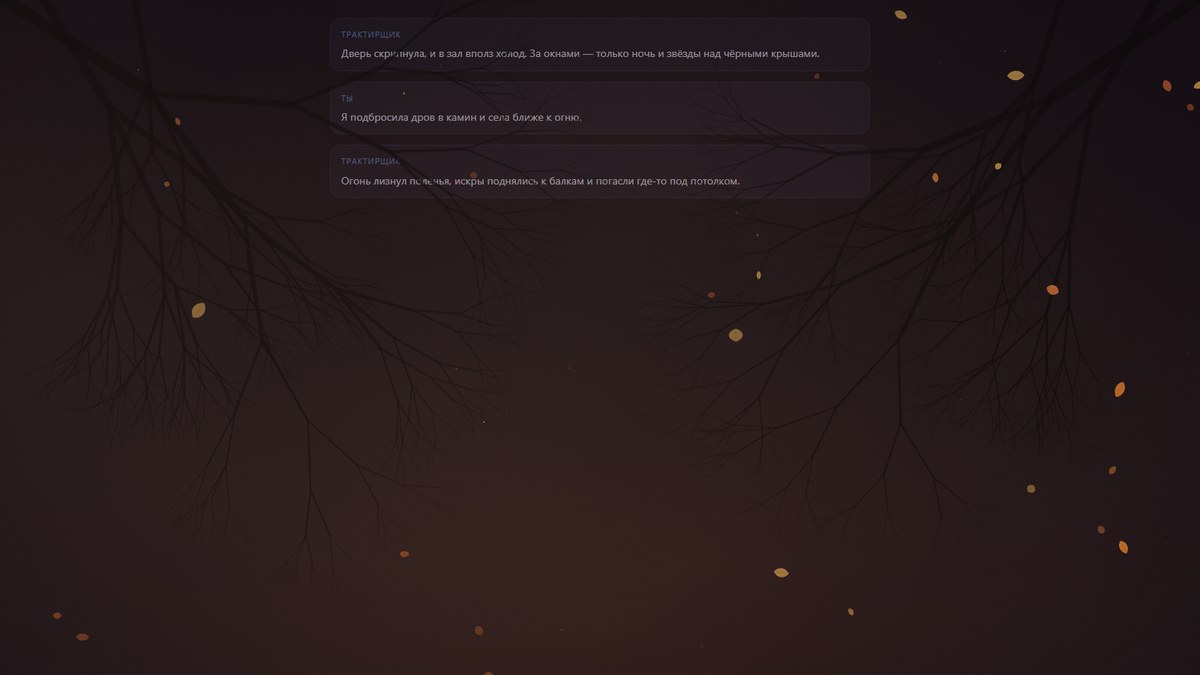 ТРАКТИРЩИК
Дверь скрипнула, и в зал вполз холод. За окнами — только ночь и звёзды над чёрными крышами.
ТЫ
Я подбросила дров в камин и села ближе к огню.
ТРАКТИРЩИК
Огонь лизнул поленья, искры поднялись к балкам и погасли где-то под потолком.